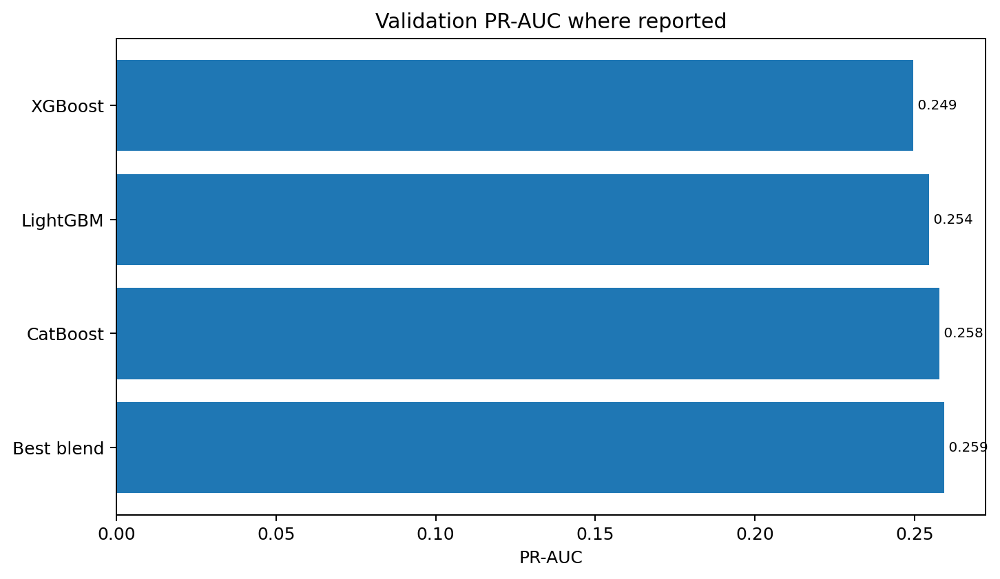 Validation PR-AUC where reported
XGBoost
0.249
LightGBM
0.254
CatBoost
0.258
Best blend
0.259
0.00 0.05 0.10 0.15 0.20 0.25
PR-AUC